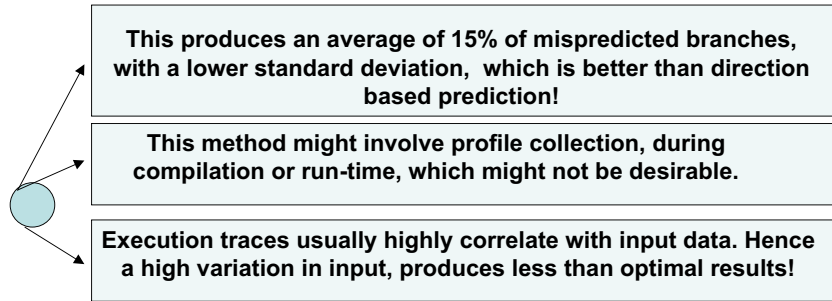 This produces an average of 15% of mispredicted branches,
with a lower standard deviation,  which is better than direction
based prediction!
This method might involve profile collection, during
compilation or run-time, which might not be desirable.
Execution traces usually highly correlate with input data. Hence
a high variation in input, produces less than optimal results!